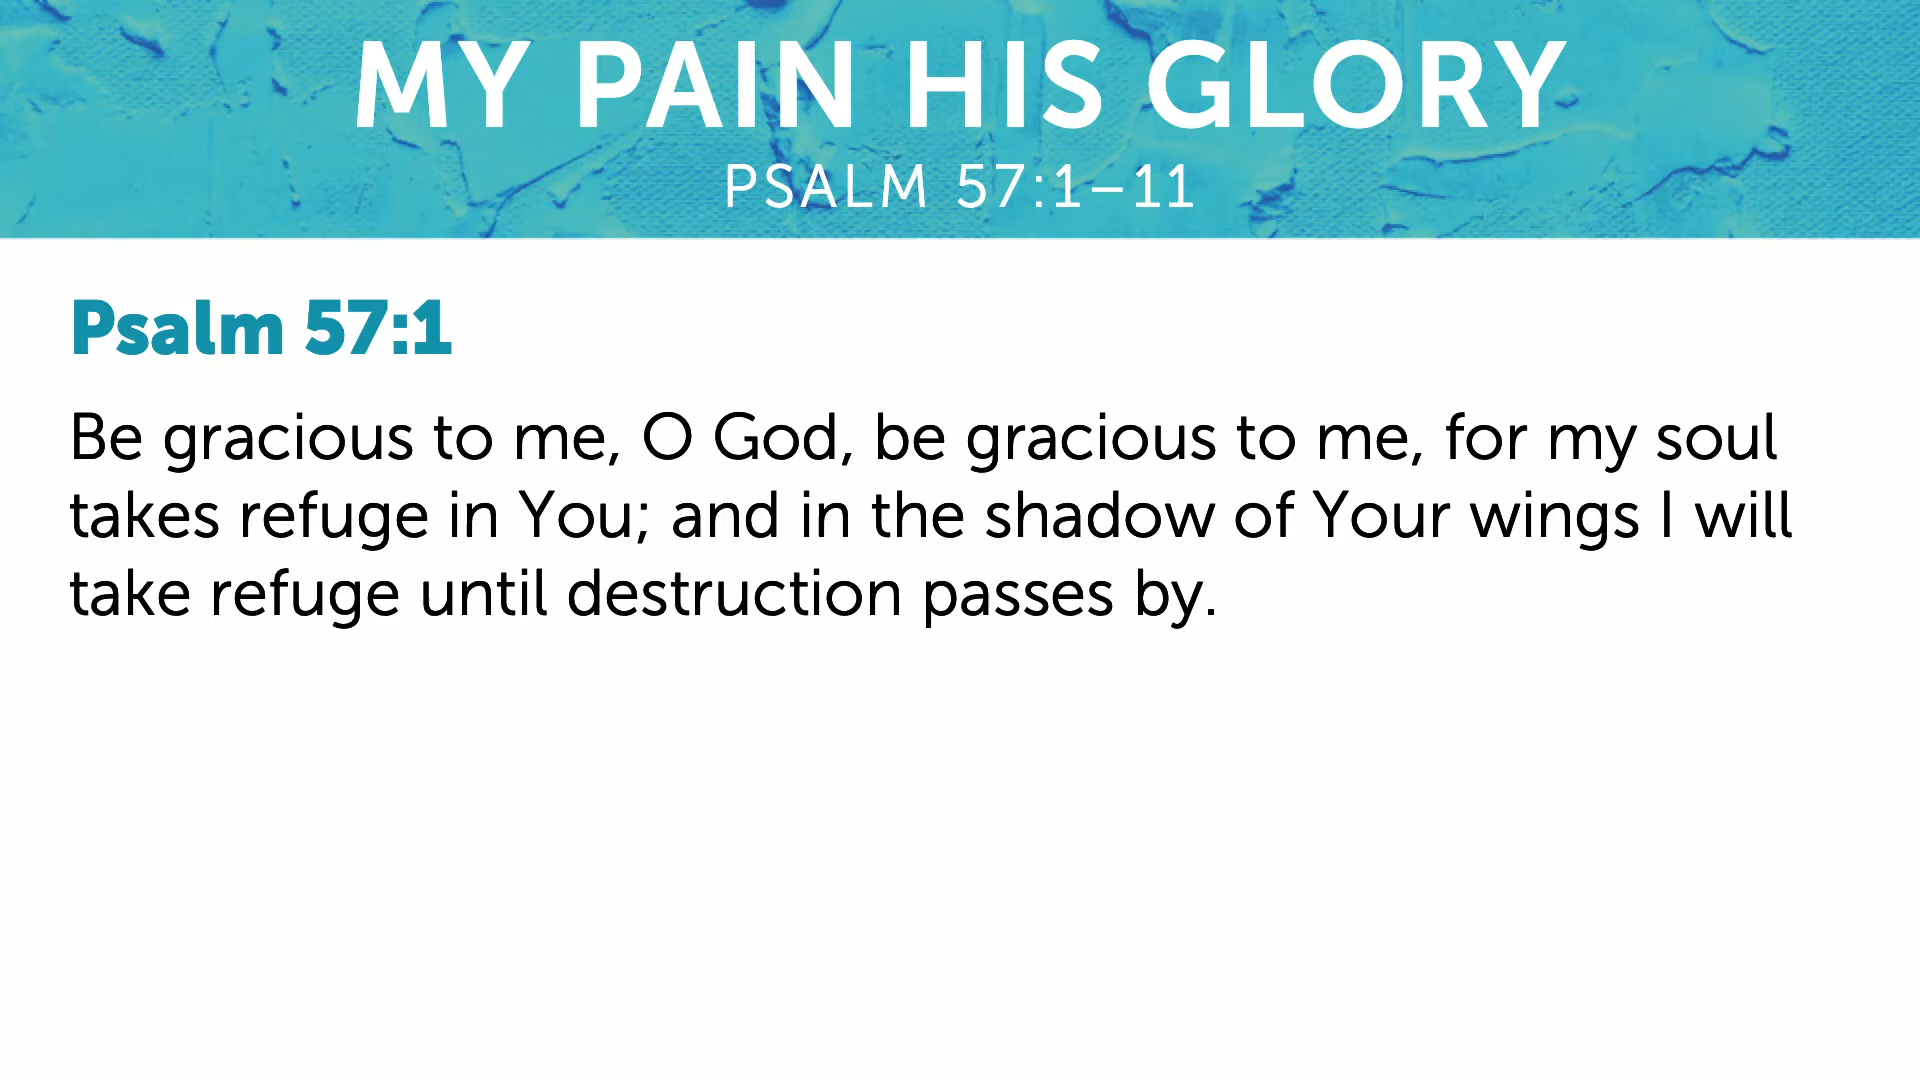 MY PAIN HIS GLORY
PSALM 57:1–11
Psalm 57:1
Be gracious to me, O God, be gracious to me, for my soul
takes refuge in You; and in the shadow of Your wings I will
take refuge until destruction passes by.